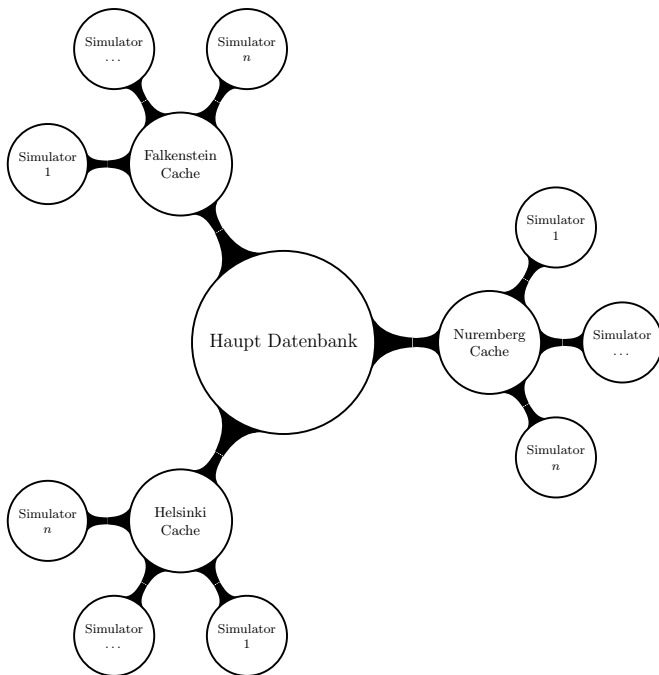 Simulator
...
Simulator
n
Simulator
1
Falkenstein
Cache
Simulator
1
Haupt Datenbank
Nuremberg
Cache
Simulator
...
Simulator
n
Simulator
n
Helsinki
Cache
Simulator
...
Simulator
1